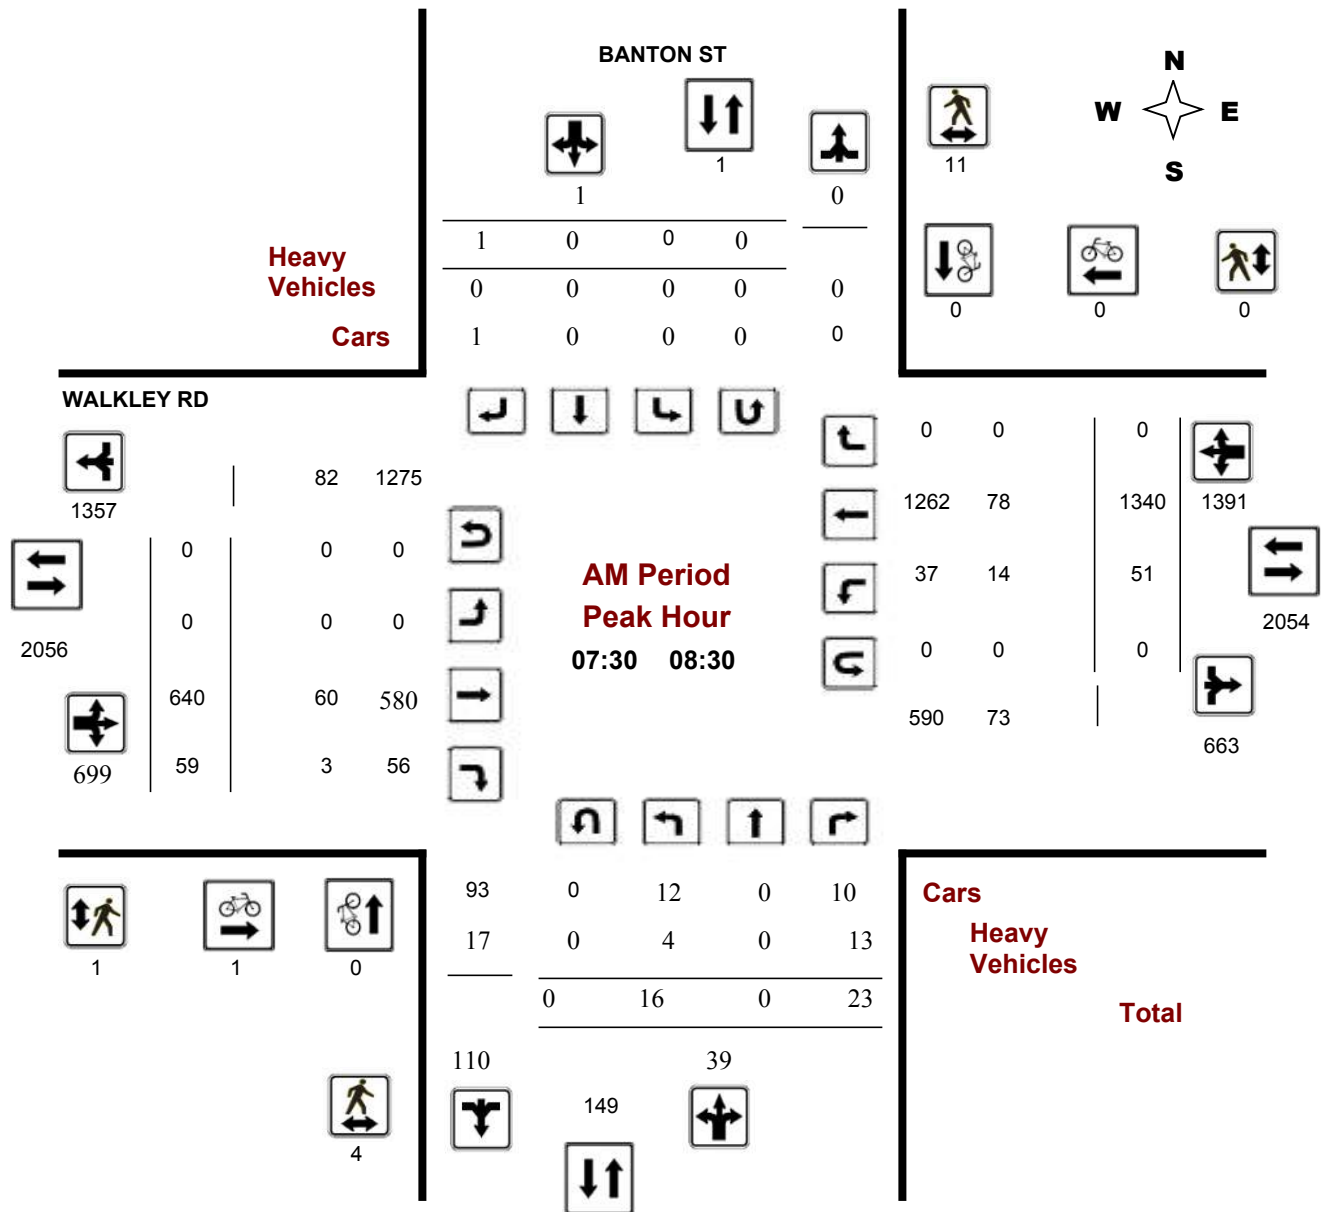 BANTON ST
N
W E
S
1
11
1 0
1 0 0 0
Heavy
Vehicles
0 0 0 0 0
0 0 0
Cars
1 0 0 0 0
WALKLEY RD
0 0 0
82 1275
1357
1262 78 1340 1391
0 0 0
AM Period
37 14 51
Peak Hour
0 0 0
2054
2056
07:30 08:30
0 0 0
640 60 580
590 73
663
699 59 3 56
93 0 12 0 10
Cars
17 0 4 0 13
Heavy
Vehicles
1 1 0
0 16 0 23
Total
110 39
149
4